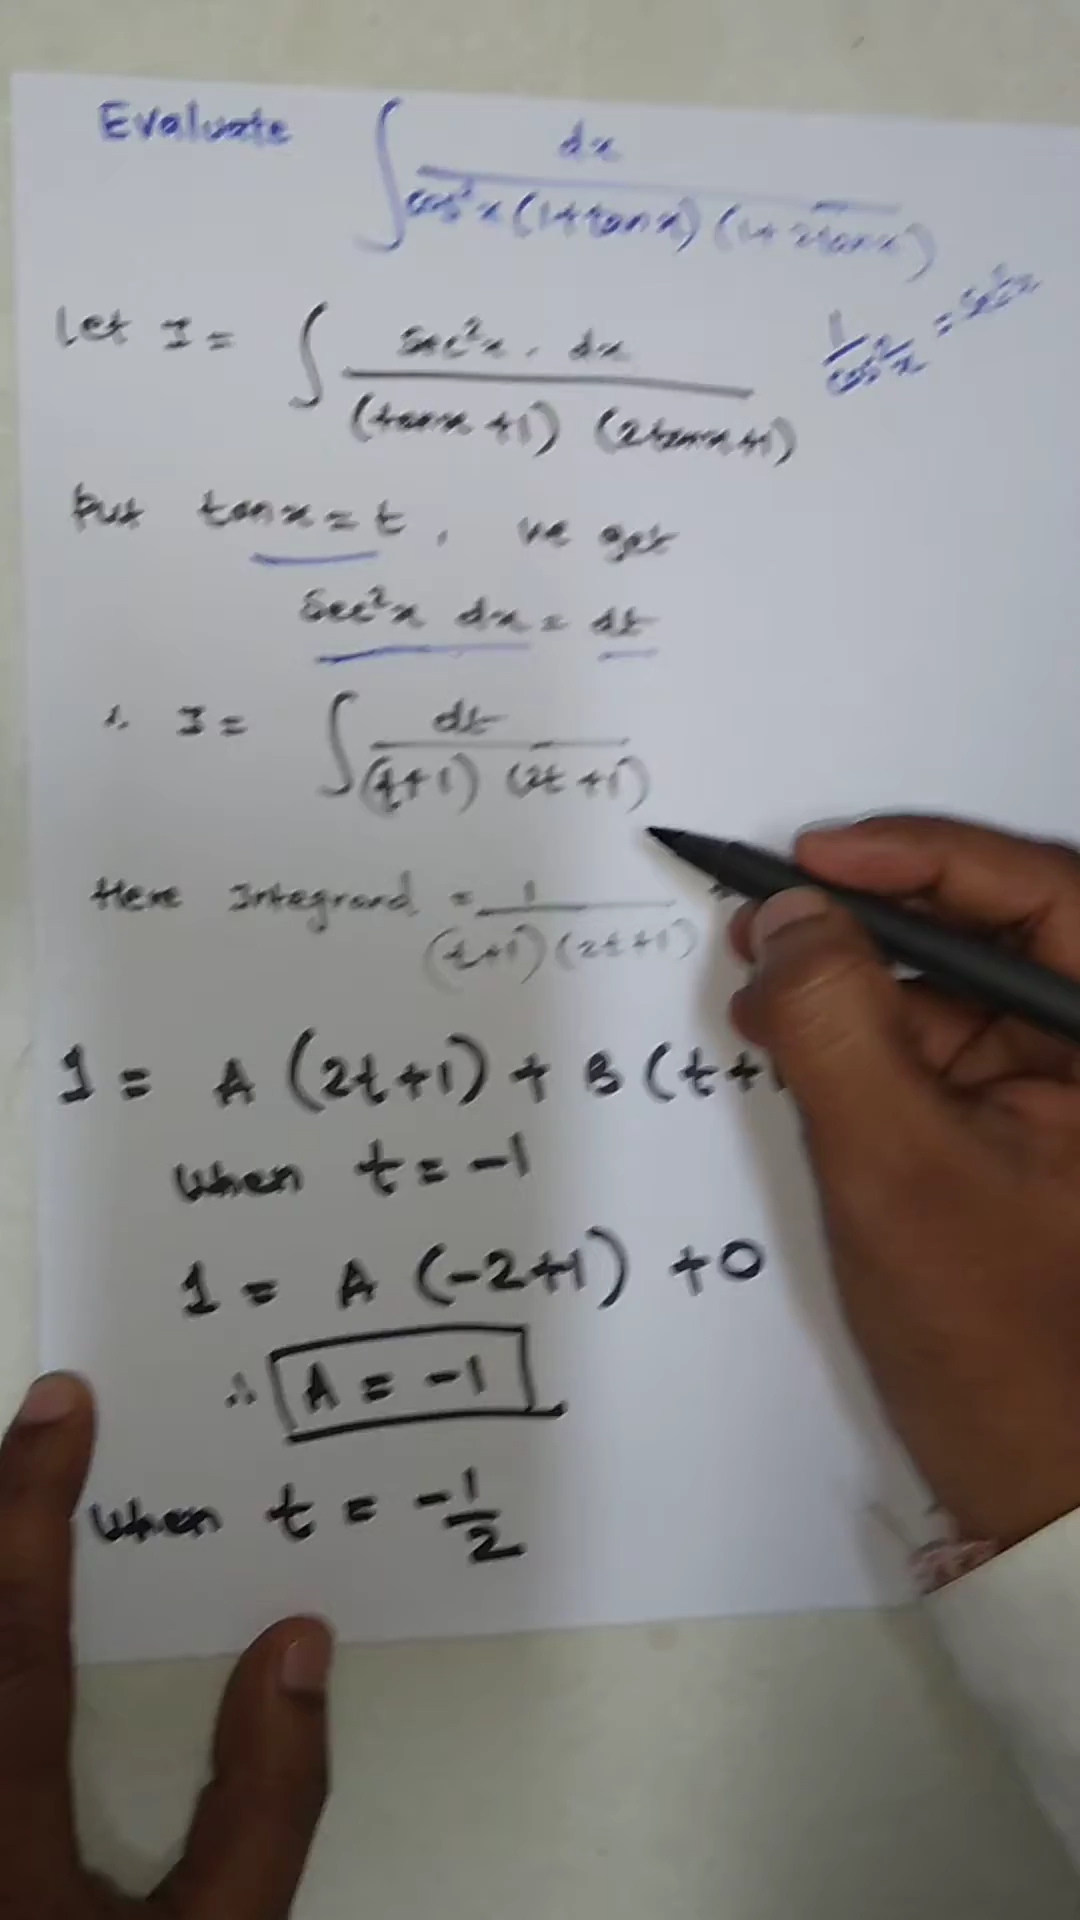 Evaluate ∫ dx / cos²x (1+tanx) (1+2tanx)
1/cos²x = sec²x
Let I = ∫ sec²x . dx / (tanx +1) (2tanx+1)
Put tanx = t , we get
sec²x dx = dt
∴ I = ∫ dt / (t+1) (2t+1)
Here Integrand = 1 / (t+1) (2t+1)
1 = A (2t+1) + B (t+1
When t = -1
1 = A (-2+1) +0
∴ A = -1
When t = -1/2